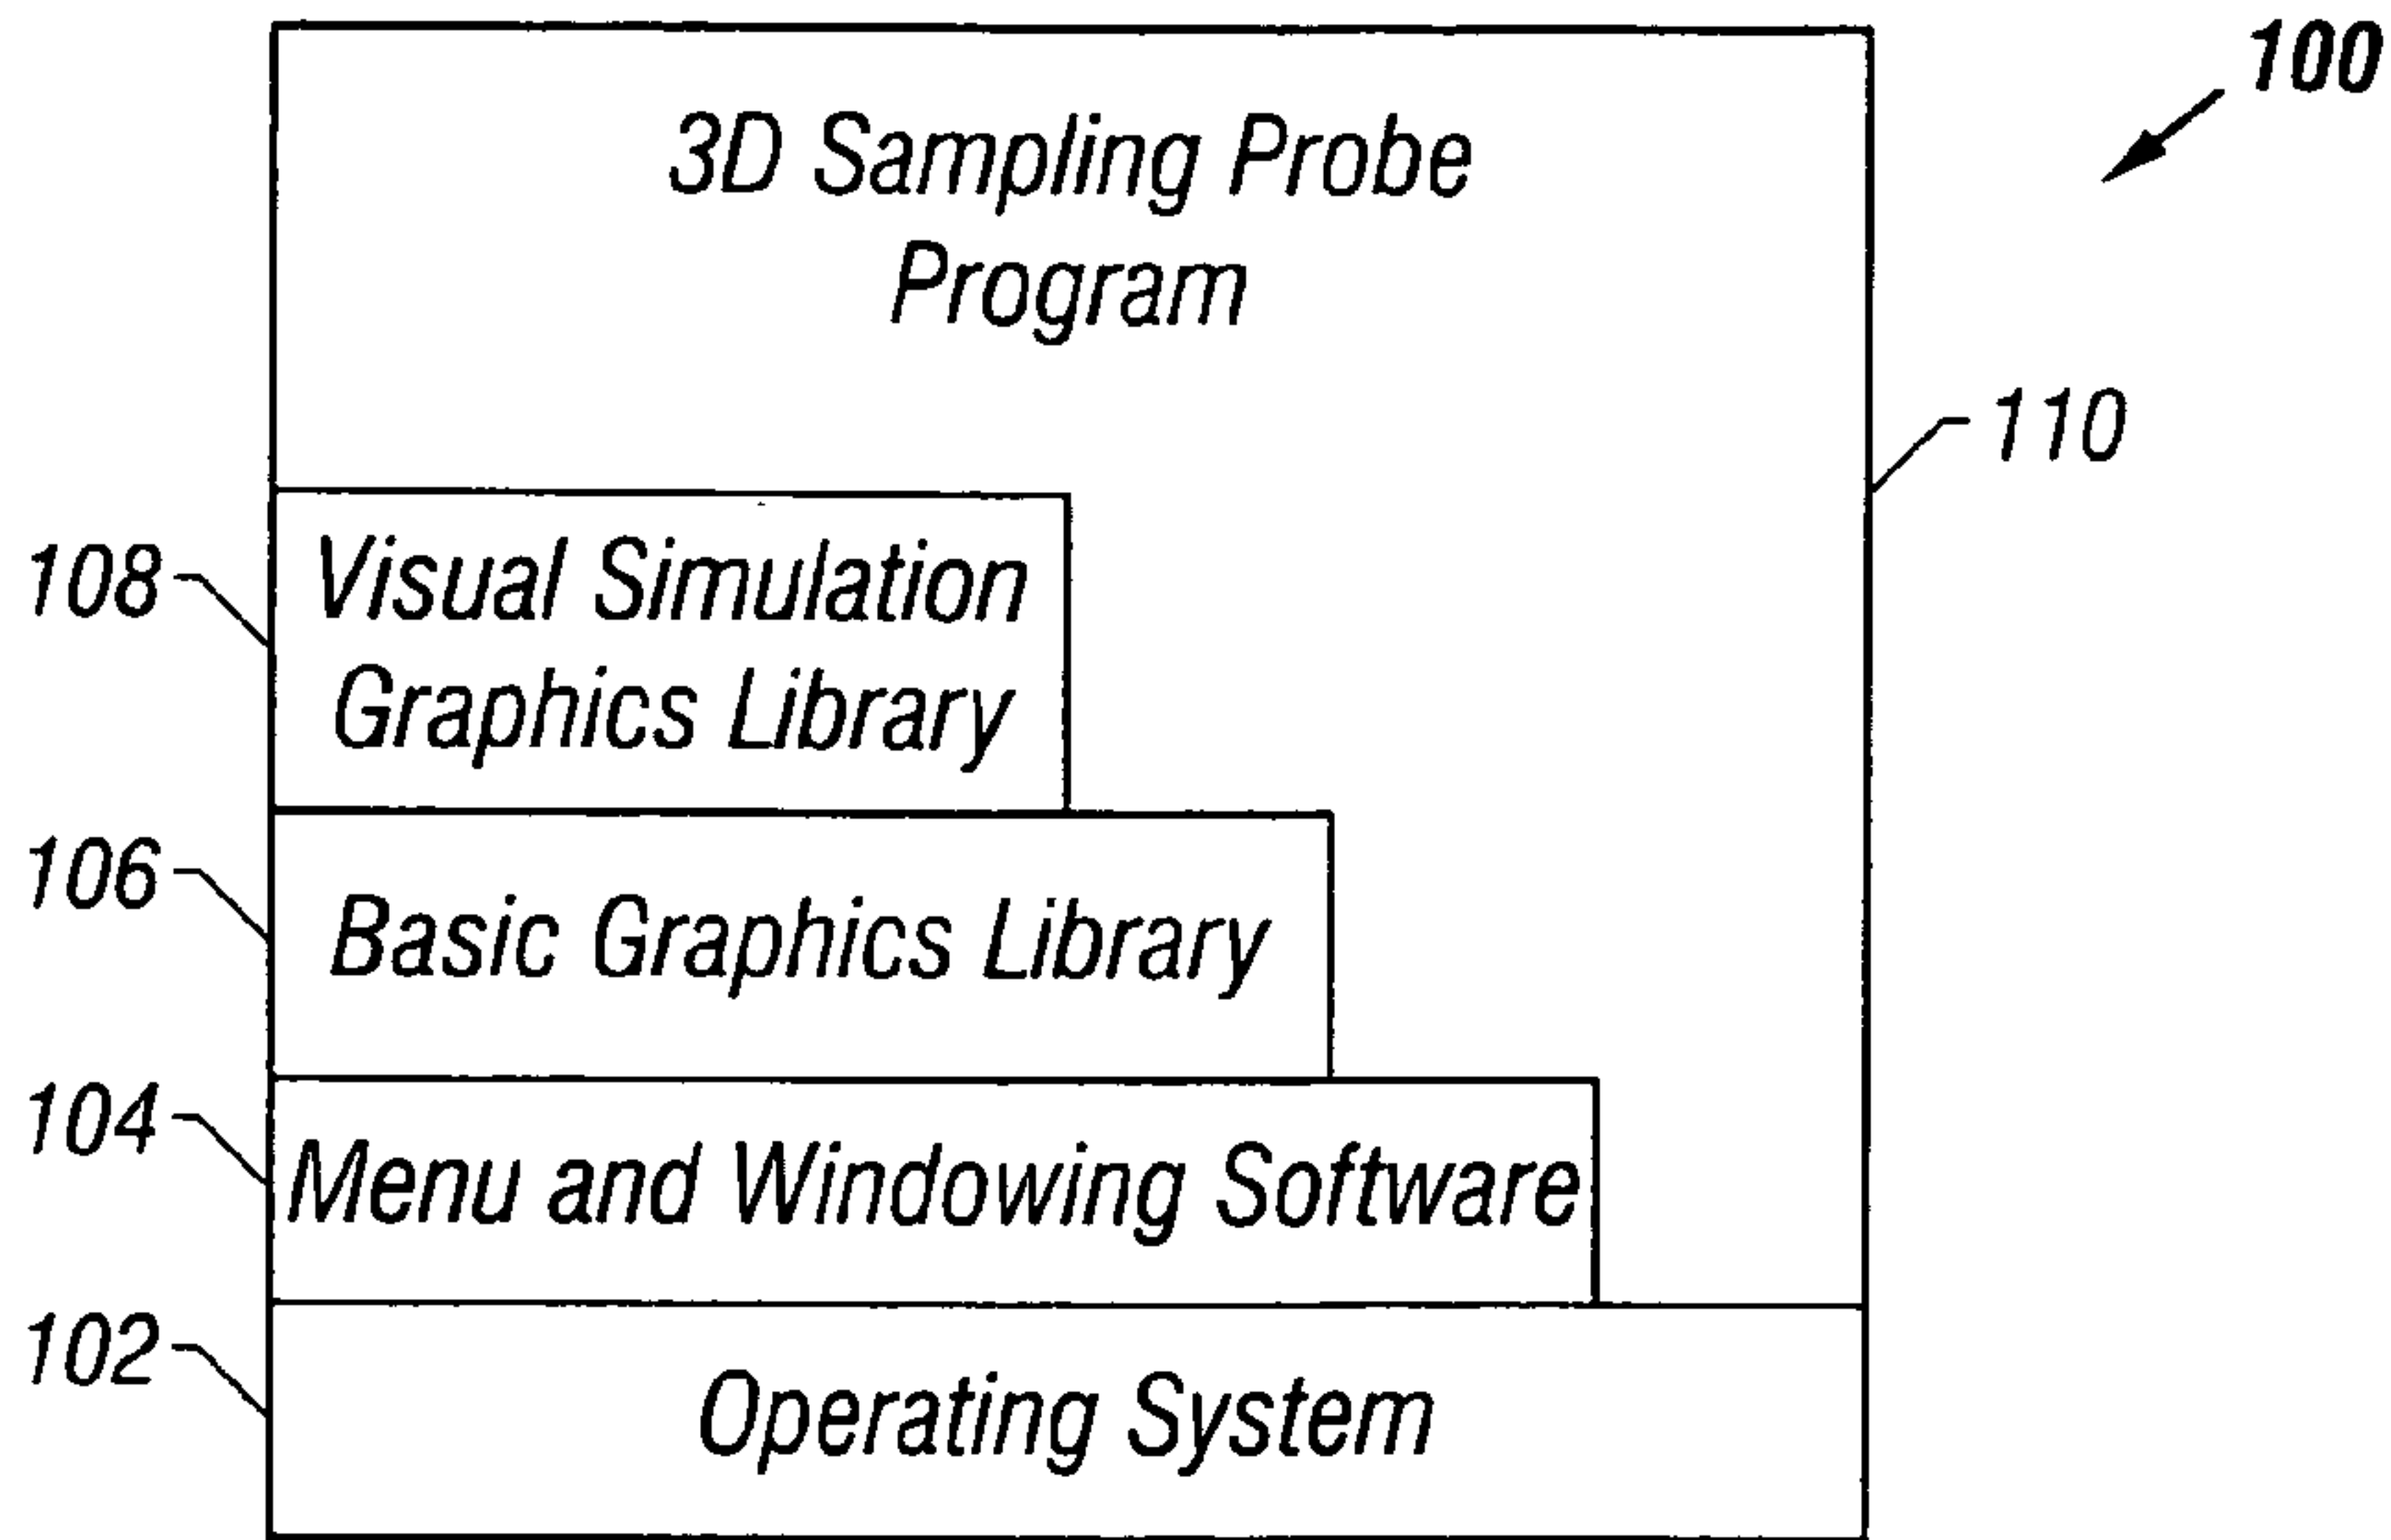 100
3D Sampling Probe
Program
110
108
Visual Simulation
Graphics Library
106
Basic Graphics Library
104
Menu and Windowing Software
102
Operating System